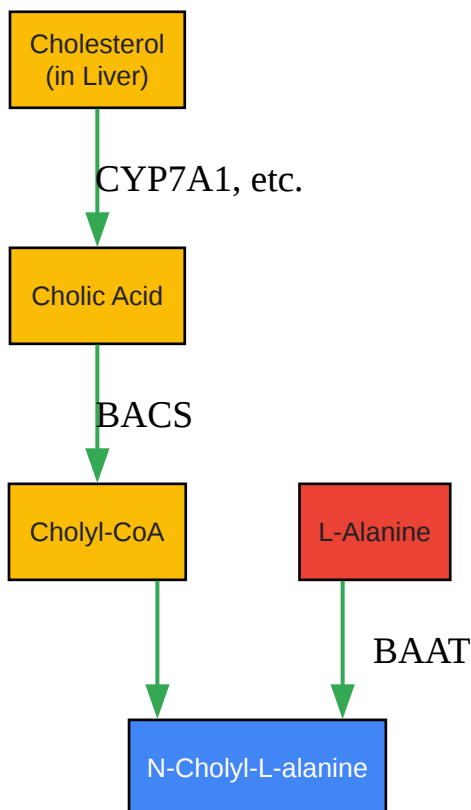 Cholesterol
(in Liver)
CYP7A1, etc.
Cholic Acid
BACS
Cholyl-CoA
L-Alanine
BAAT
N-Cholyl-L-alanine